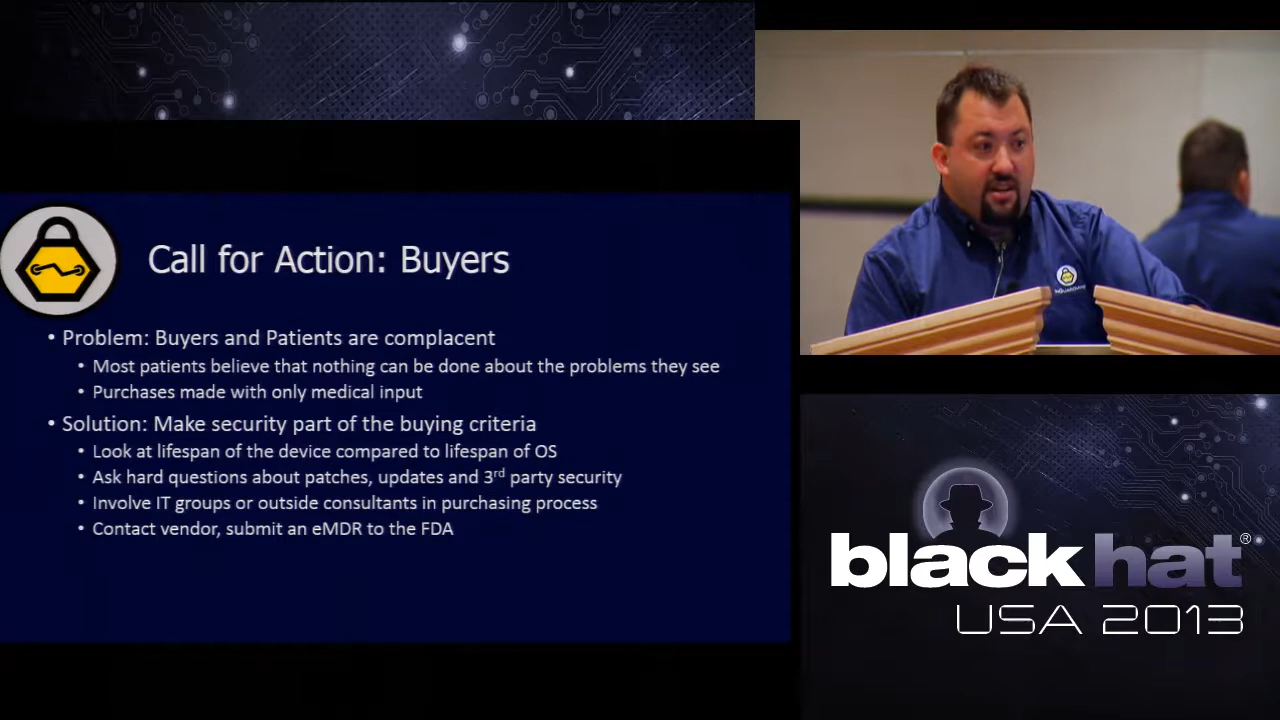 Call for Action: Buyers
• Problem: Buyers and Patients are complacent
• Most patients believe that nothing can be done about the problems they see
• Purchases made with only medical input
• Solution: Make security part of the buying criteria
• Look at lifespan of the device compared to lifespan of OS
• Ask hard questions about patches, updates and 3rd party security
• Involve IT groups or outside consultants in purchasing process
• Contact vendor, submit an eMDR to the FDA
black hat®
USA 2013